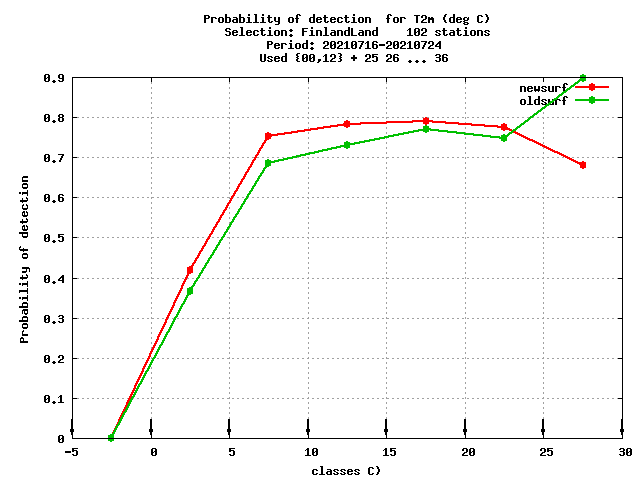 Probability of detection  for T2m (deg C)
Selection: FinlandLand    102 stations
Period: 20210716-20210724
Used {00,12} + 25 26 ... 36
newsurf
oldsurf
0.9
0.8
0.7
0.6
0.5
0.4
0.3
0.2
0.1
0
Probability of detection
-5 0 5 10 15 20 25 30
classes C)